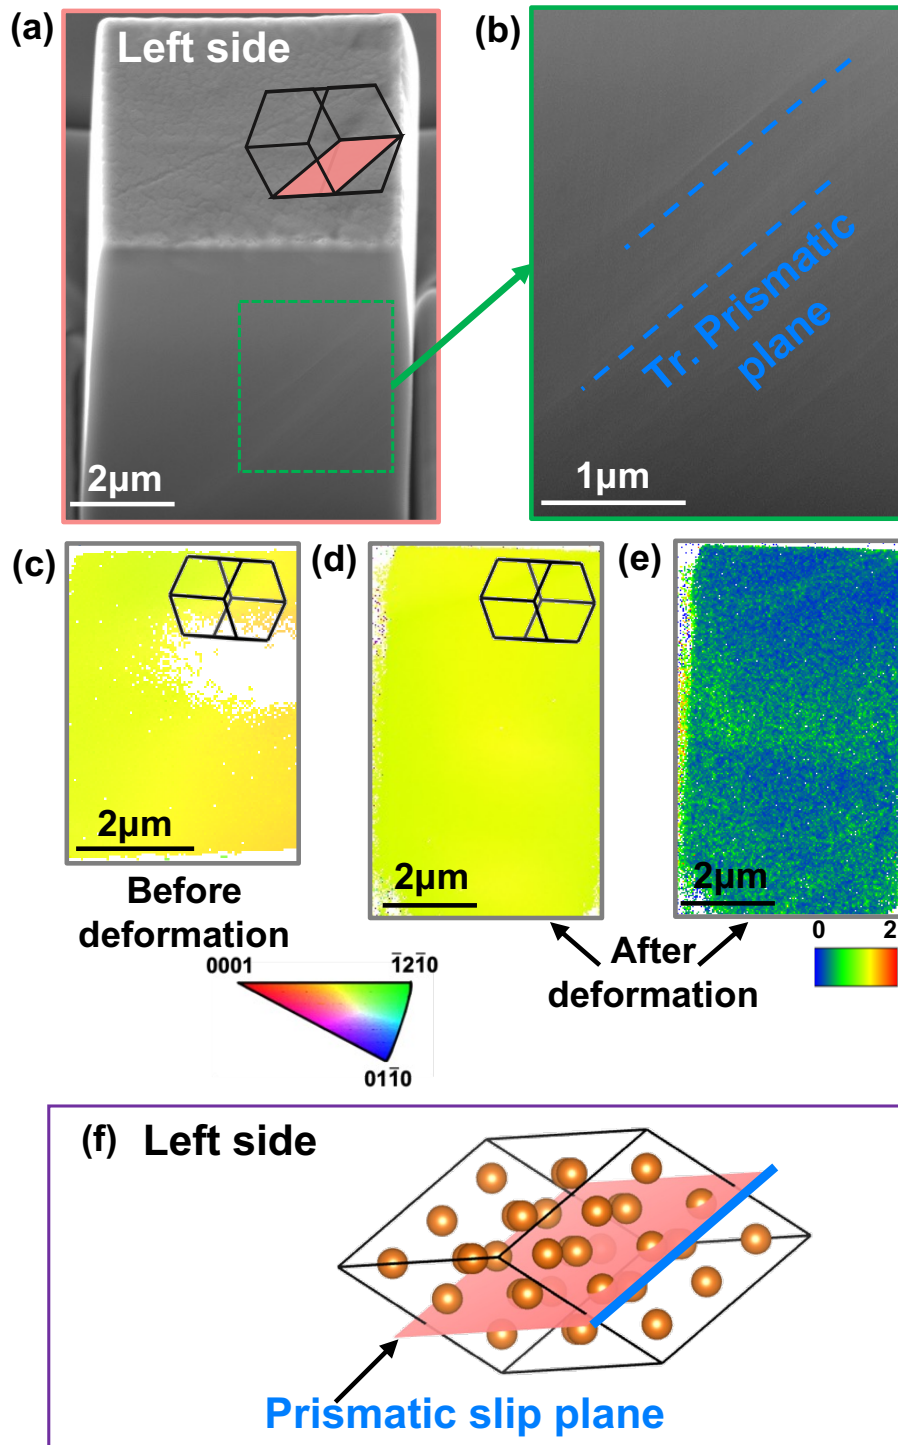 (a)
Left side
2μm
(b)
Tr. Prismatic
plane
1μm
(c)
2μm
Before
deformation
(d)
2μm
(e)
2μm
After
deformation
0 2
0001
1̅21̅0
011̅0
(f) Left side
Prismatic slip plane